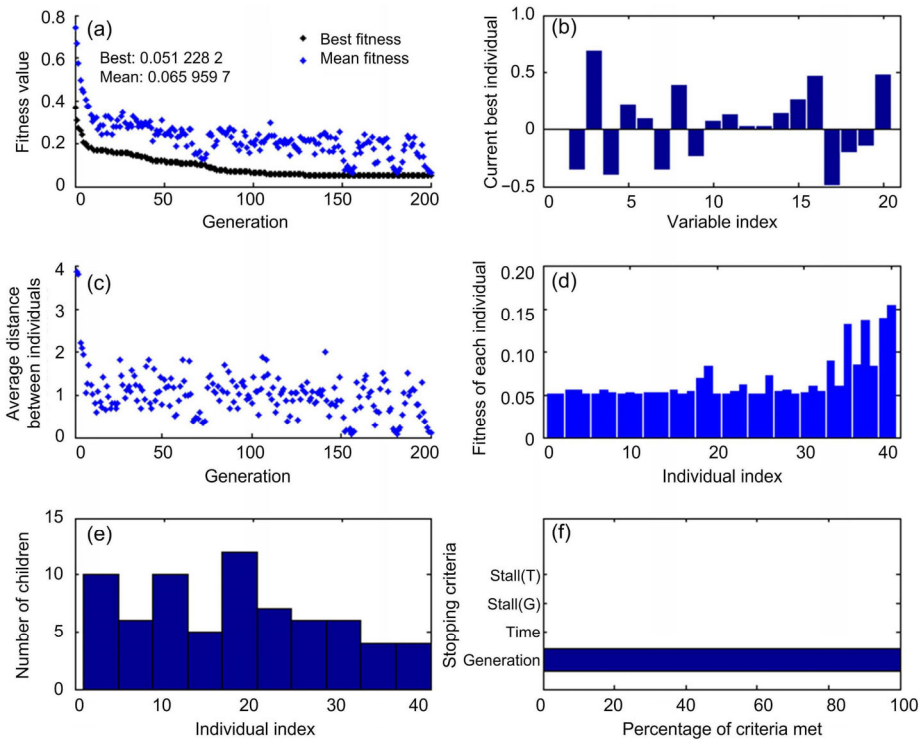 (a)
Best: 0.051 228 2
Mean: 0.065 959 7
Best fitness
Mean fitness
Fitness value
0.8
0.6
0.4
0.2
0
0 50 100 150 200
Generation
(b)
Currrent best individual
1.0
0.5
0
−0.5
5 10 15 20
Variable index
(c)
Average distance
between individuals
4
3
2
1
0
0 50 100 150 200
Generation
(d)
Fitness of each individual
0.20
0.15
0.10
0.05
0
10 20 30 40
Individual index
(e)
Number of children
15
10
5
0
0 10 20 30 40
Individual index
(f)
Stopping criteria
Stall(T)
Stall(G)
Time
Generation
0 20 40 60 80 100
Percentage of criteria met